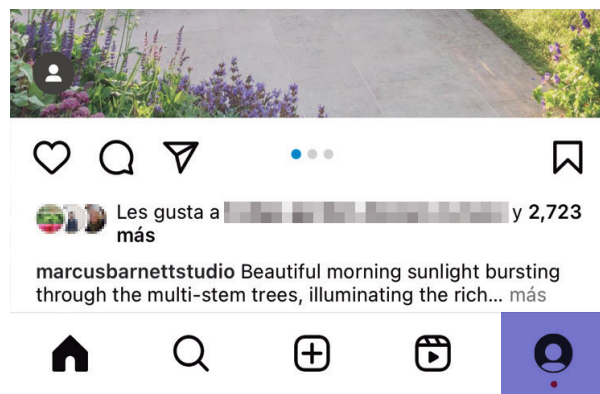 Les gusta a y 2,723
más
marcusbarnettstudio Beautiful morning sunlight bursting
through the multi-stem trees, illuminating the rich... más